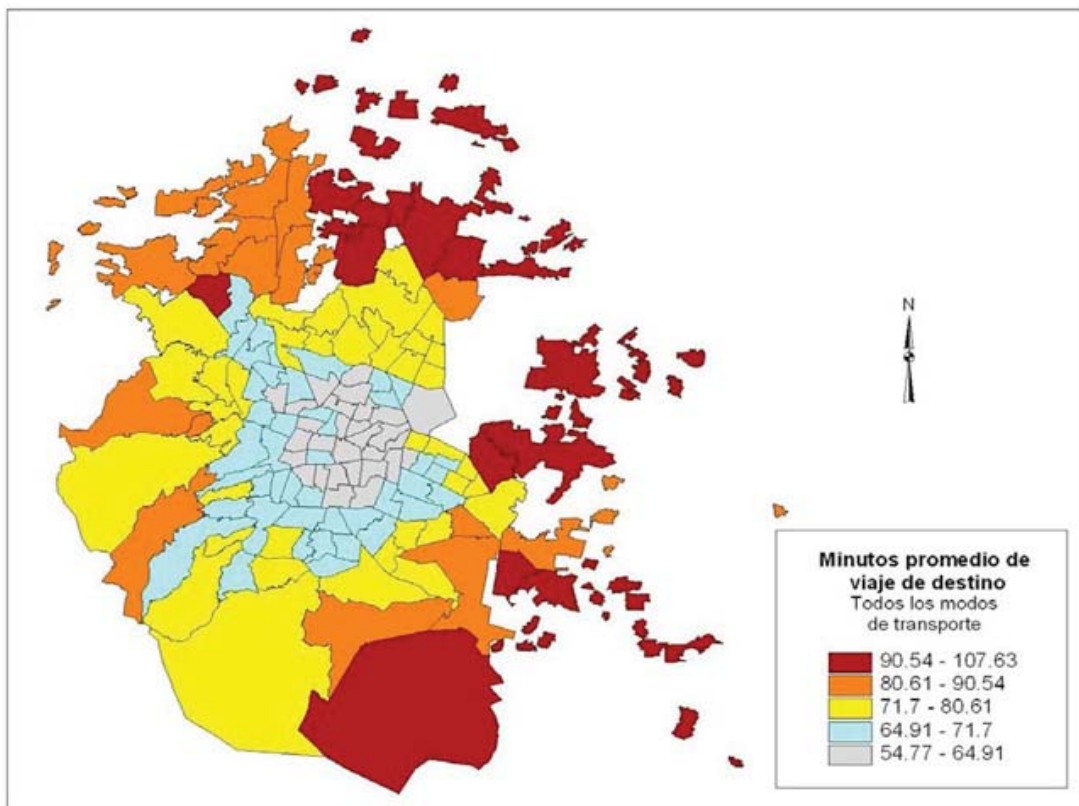 N
Minutos promedio de
viaje de destino
Todos los modos
de transporte
90.54 - 107.63
80.61 - 90.54
71.7 - 80.61
64.91 - 71.7
54.77 - 64.91